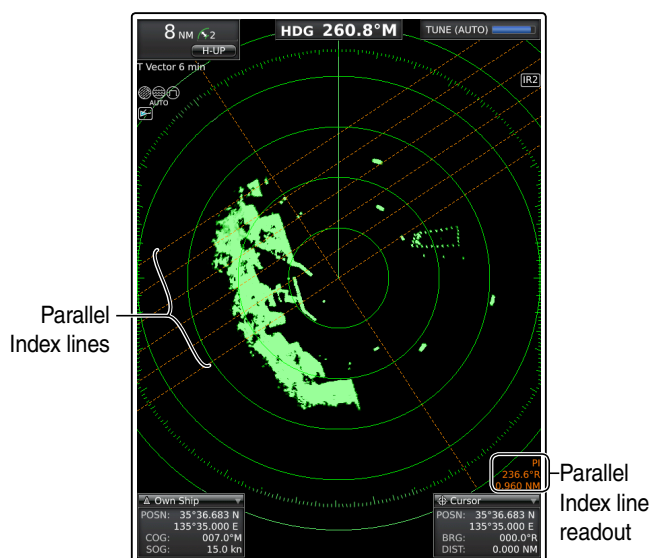 8 NM 2
H-UP
HDG 260.8°M
TUNE (AUTO)
T Vector 6 min
AUTO
IR2
Parallel
Index lines
PI
236.6°R
0.960 NM
Parallel
Index line
readout
Own Ship
POSN: 35°36.683 N
135°35.000 E
COG: 007.0°M
SOG: 15.0 kn
Cursor
POSN: 35°36.683 N
135°35.000 E
BRG: 000.0°R
DIST: 0.000 NM